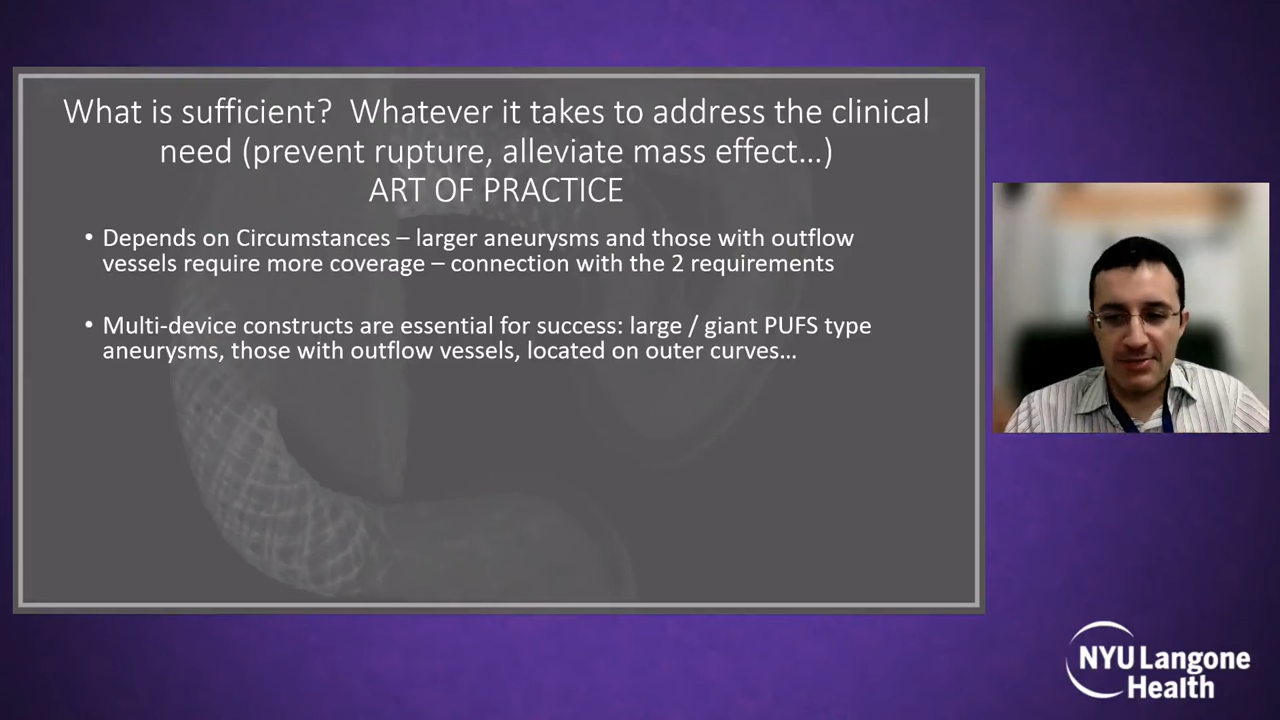 What is sufficient?  Whatever it takes to address the clinical
need (prevent rupture, alleviate mass effect…)
ART OF PRACTICE
• Depends on Circumstances – larger aneurysms and those with outflow
vessels require more coverage – connection with the 2 requirements
• Multi-device constructs are essential for success: large / giant PUFS type
aneurysms, those with outflow vessels, located on outer curves…
NYU Langone
Health